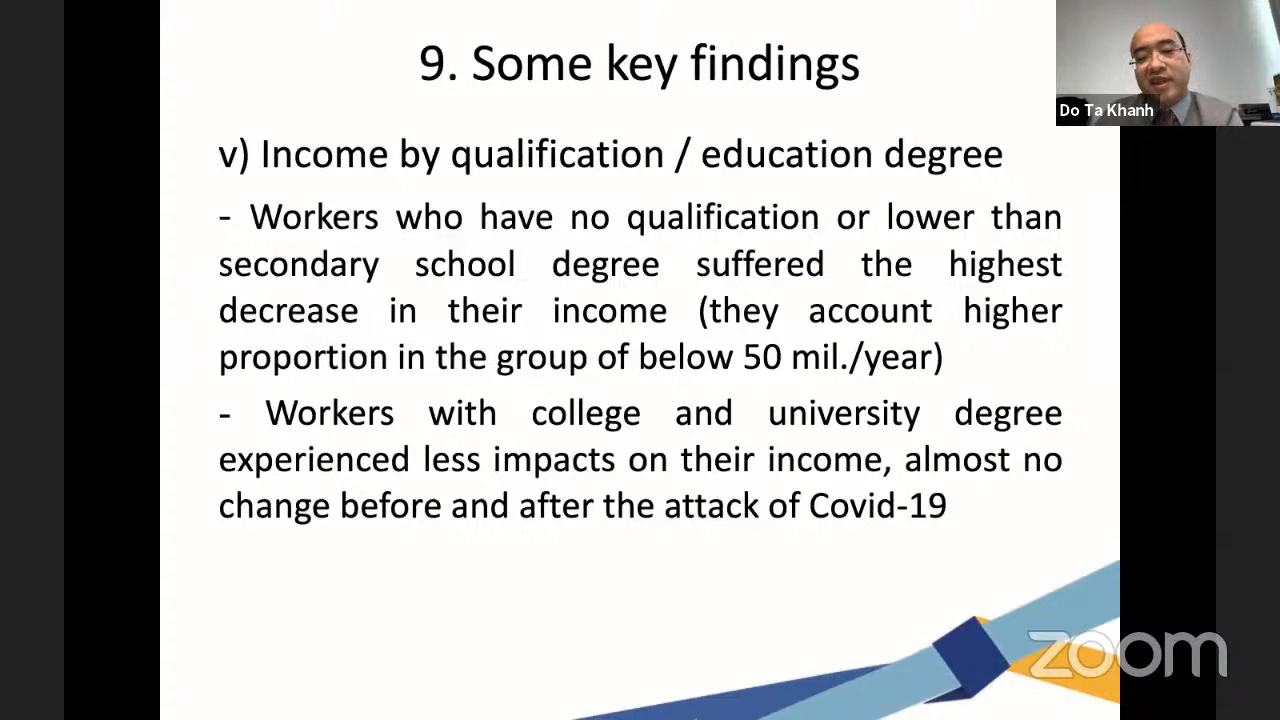 9. Some key findings
Do Ta Khanh
v) Income by qualification / education degree
- Workers who have no qualification or lower than
secondary school degree suffered the highest
decrease in their income (they account higher
proportion in the group of below 50 mil./year)
- Workers with college and university degree
experienced less impacts on their income, almost no
change before and after the attack of Covid-19
zoom